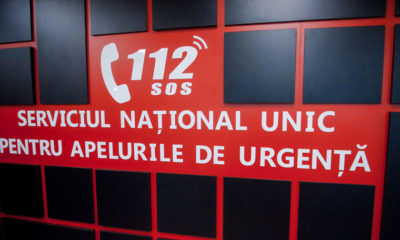 112
SOS
SERVICIUL NAȚIONAL UNIC
PENTRU APELURILE DE URGENȚĂ